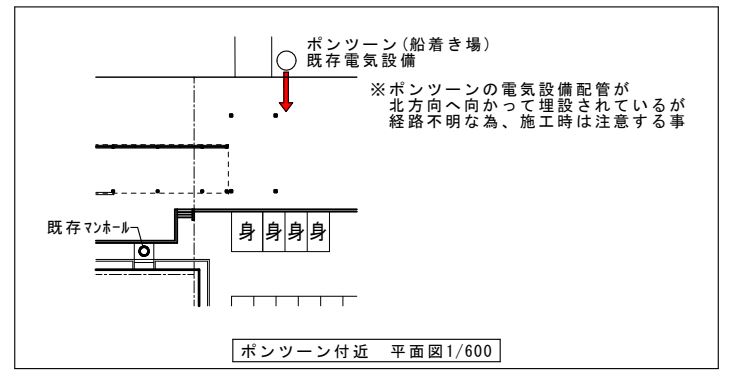 ポンツーン(船着き場)
既存電気設備
※ポンツーンの電気設備配管が
北方向へ向かって埋設されているが
経路不明な為、施工時は注意する事
既存マンホール
身 身 身 身
ポンツーン付近 平面図1/600